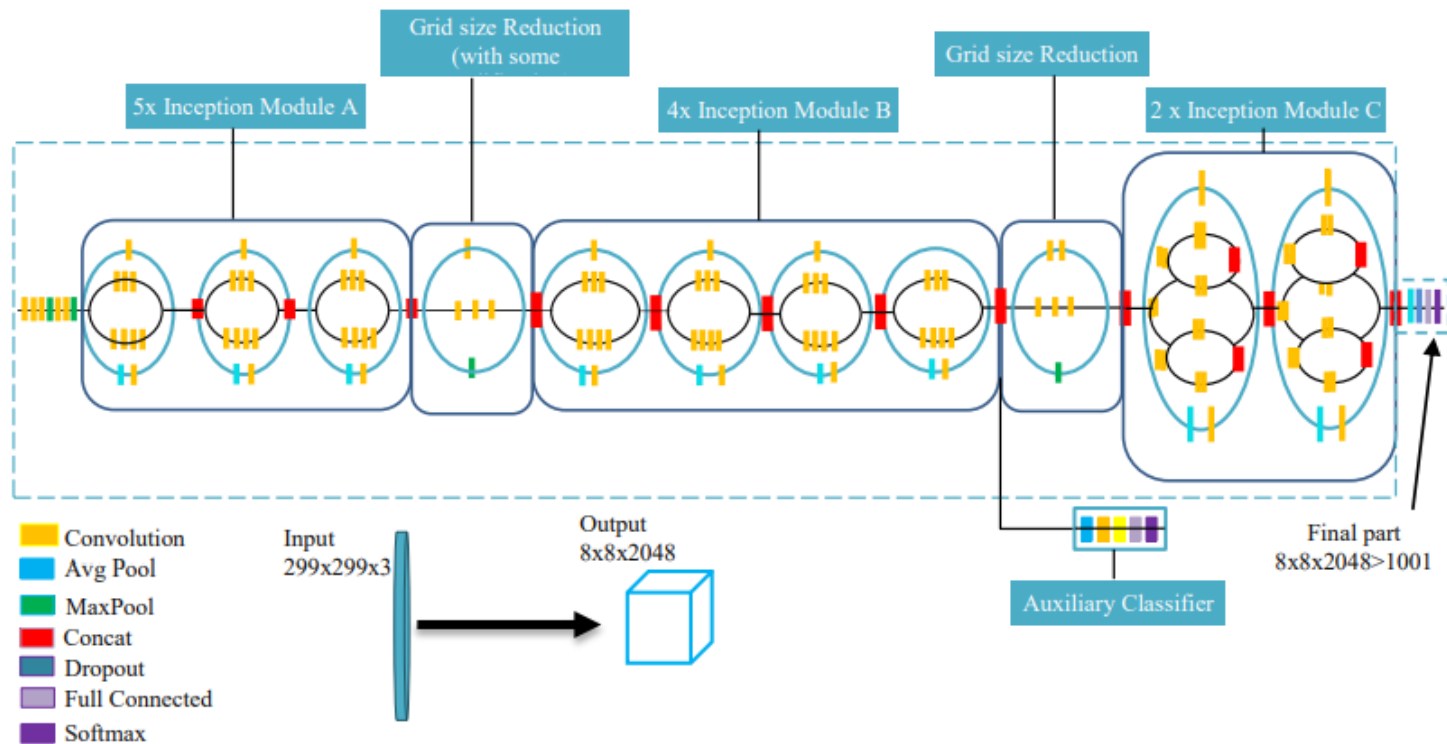 Grid size Reduction
(with some
Grid size Reduction
5x Inception Module A
4x Inception Module B
2 x Inception Module C
Convolution
Avg Pool
MaxPool
Concat
Dropout
Full Connected
Softmax
Input
299x299x3
Output
8x8x2048
Auxiliary Classifier
Final part
8x8x2048>1001